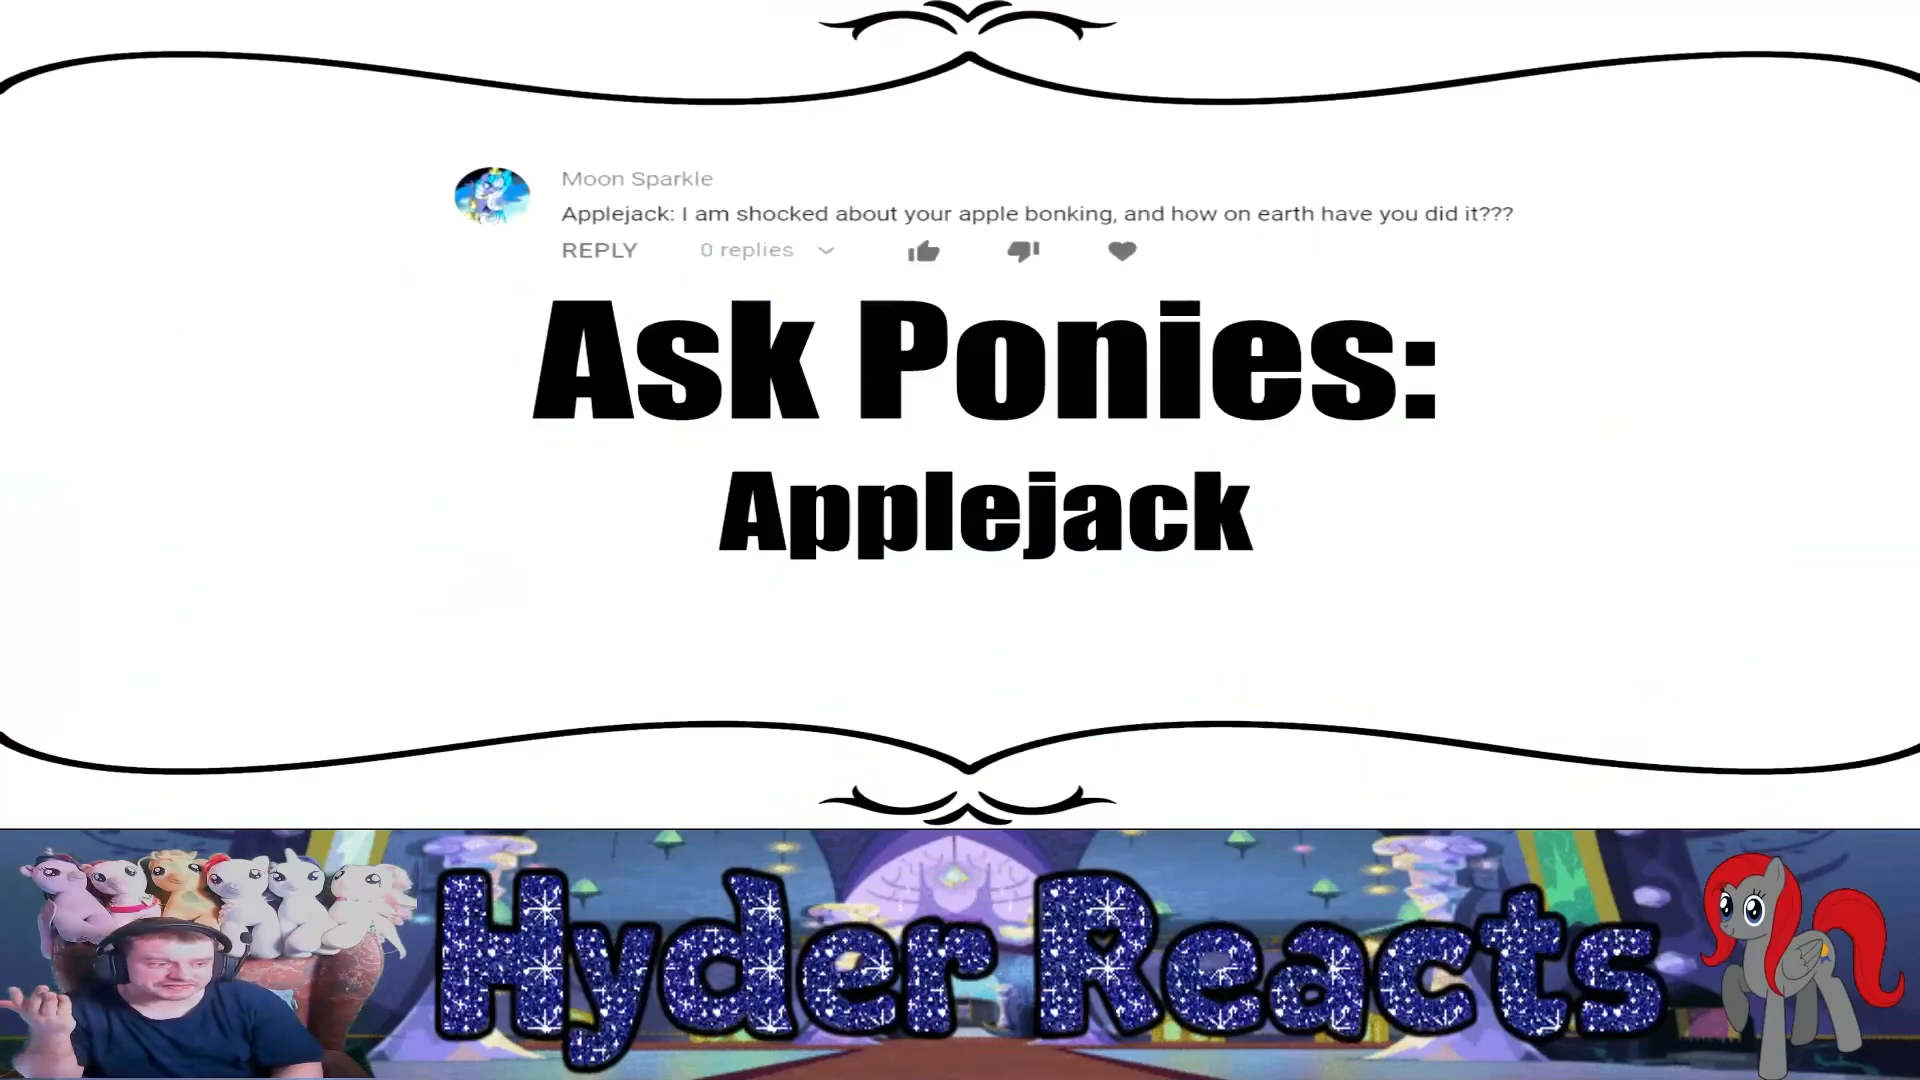 Moon Sparkle
Applejack: I am shocked about your apple bonking, and how on earth have you did it???
REPLY 0 replies
Ask Ponies:
Applejack
Hyder Reacts